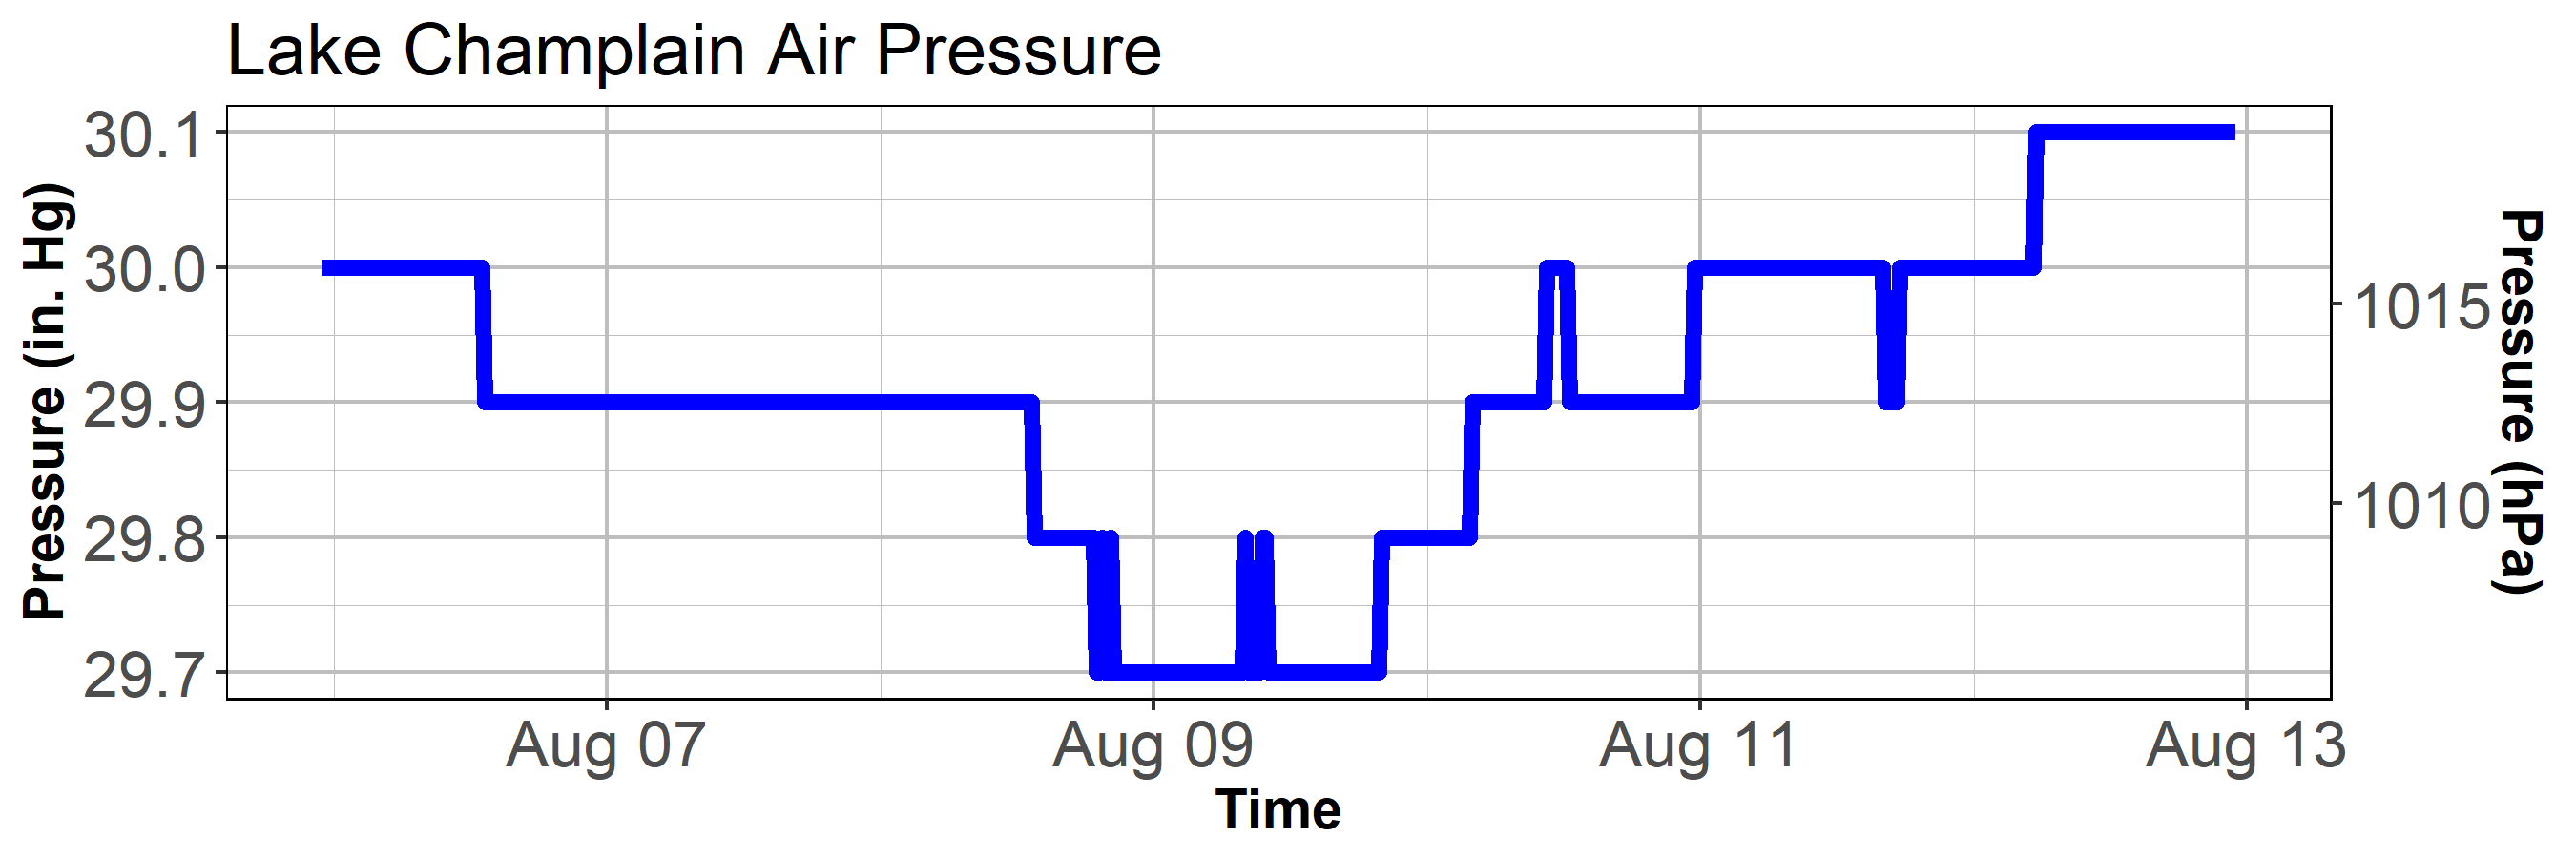 Lake Champlain Air Pressure
Pressure (in. Hg)
30.1
30.0
29.9
29.8
29.7
1015
1010
Pressure (hPa)
Aug 07 Aug 09 Aug 11 Aug 13
Time